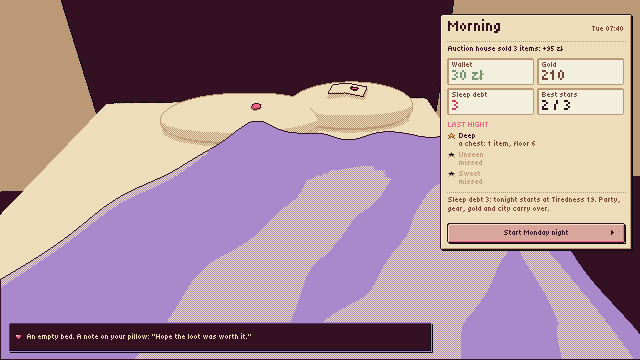 Morning
Tue 07:40
Auction house sold 3 items: +95 zł
Wallet
30 zł
Gold
210
Sleep debt
3
Best stars
2 / 3
LAST NIGHT
Deep
a chest: 1 item, floor 6
Unseen
missed
Sweet
missed
Sleep debt 3: tonight starts at Tiredness 19. Party,
gear, gold and city carry over.
Start Monday night
An empty bed. A note on your pillow: "Hope the loot was worth it."